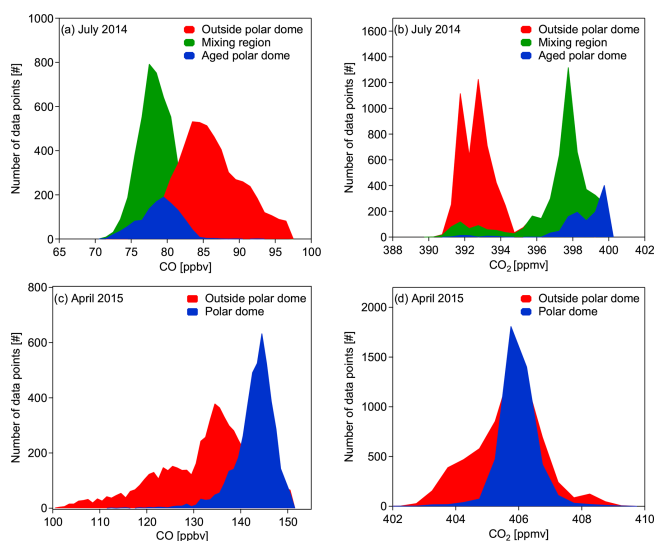 (a) July 2014
Outside polar dome
Mixing region
Aged polar dome
Number of data points [#]
1000
800
600
400
200
0
65 70 75 80 85 90 95 100
CO [ppbv]
(b) July 2014
Outside polar dome
Mixing region
Aged polar dome
Number of data points [#]
1600
1400
1200
1000
800
600
400
200
0
388 390 392 394 396 398 400 402
CO2 [ppmv]
(c) April 2015
Outside polar dome
Polar dome
Number of data points [#]
800
600
400
200
0
100 110 120 130 140 150
CO [ppbv]
(d) April 2015
Outside polar dome
Polar dome
Number of data points [#]
2000
1500
1000
500
0
402 404 406 408 410
CO2 [ppmv]